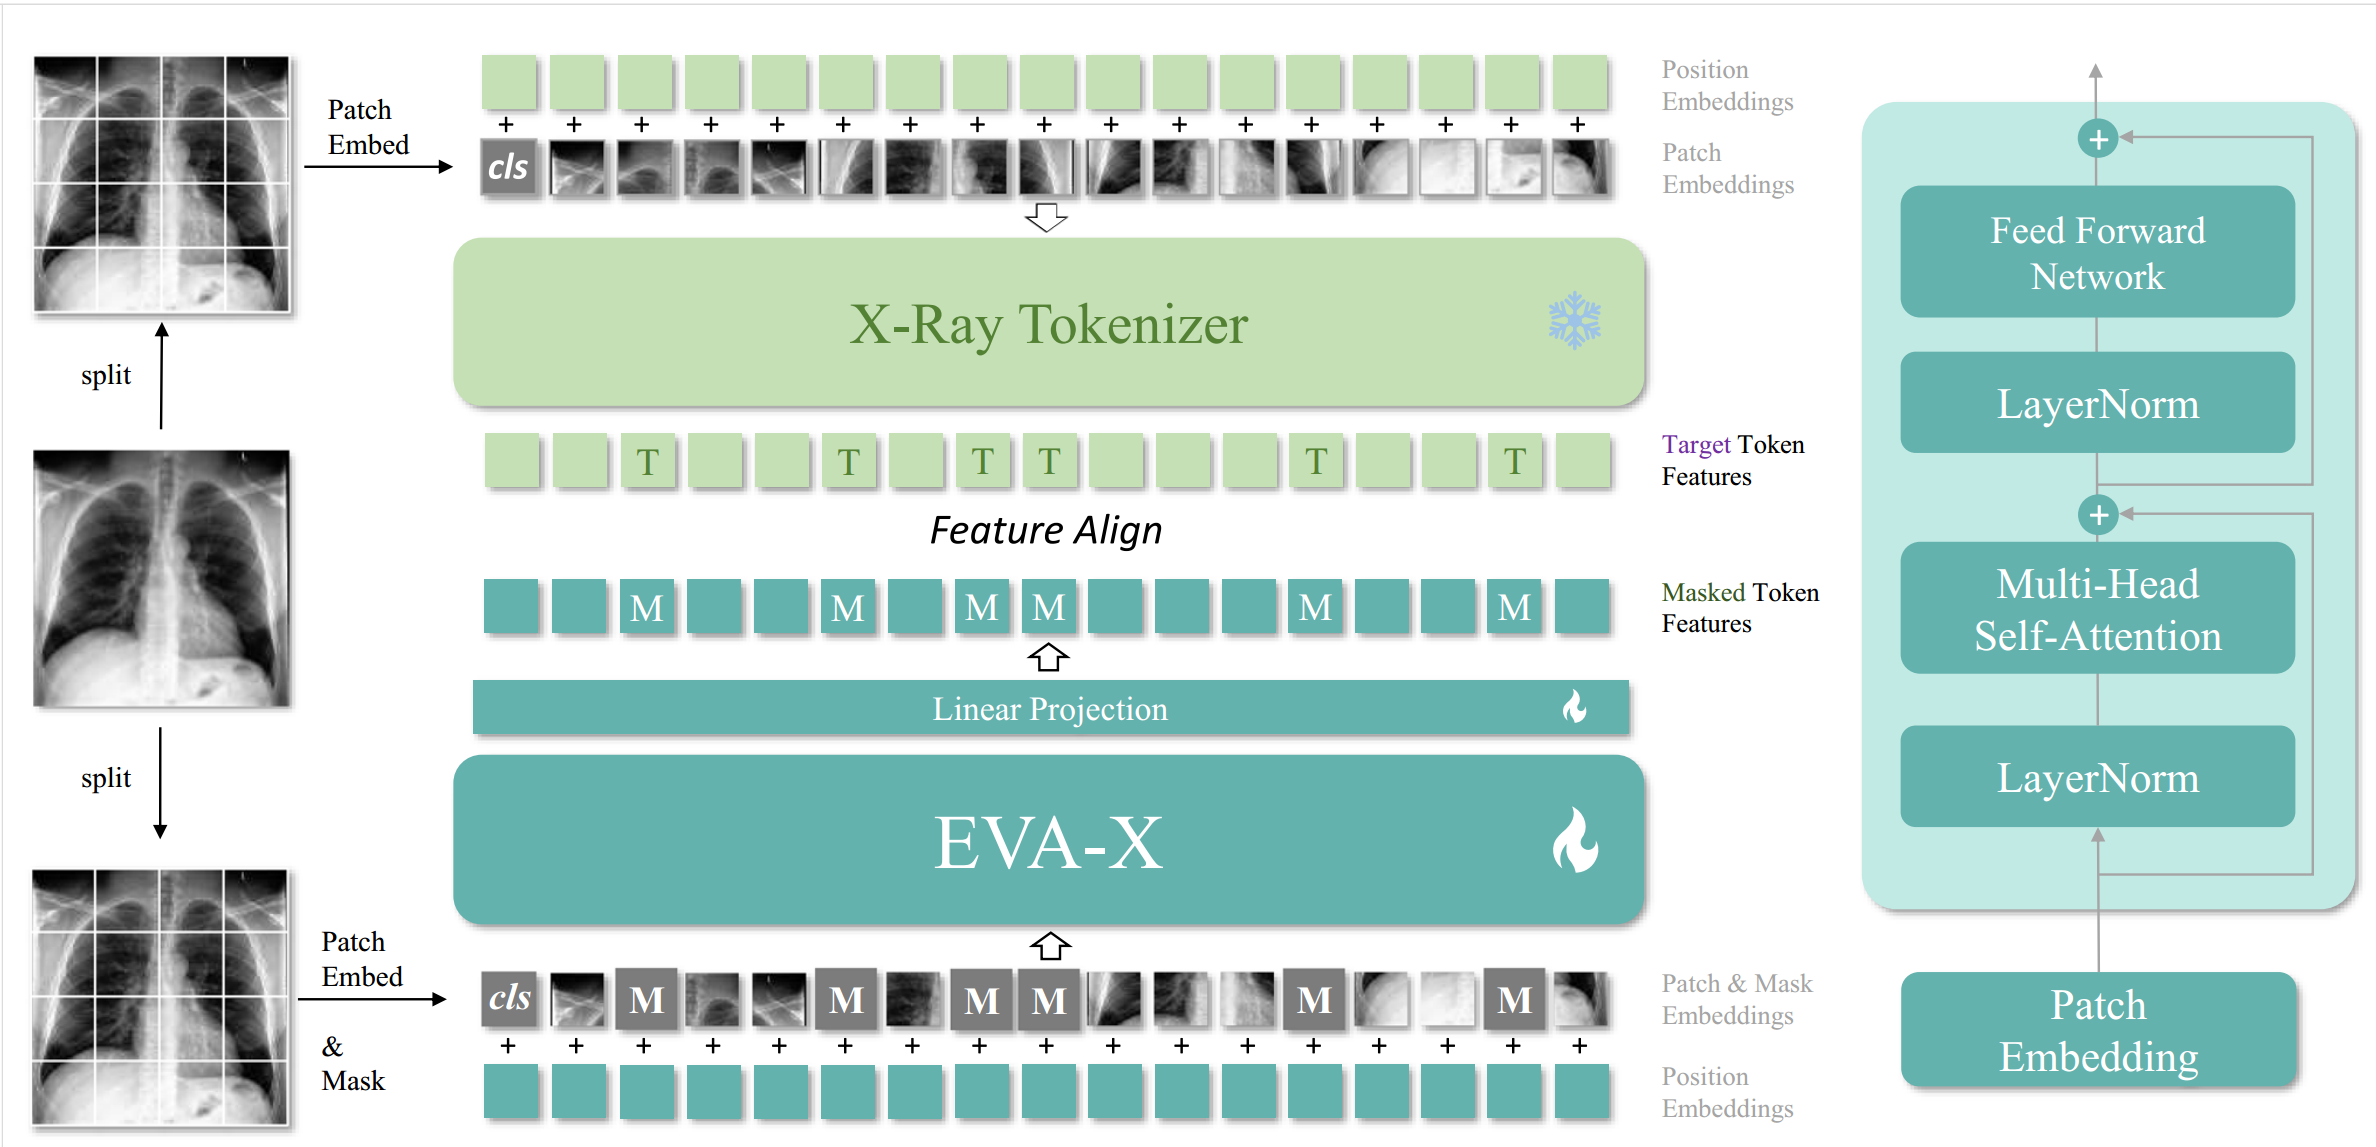 Patch
Embed
split
split
Patch
Embed
&
Mask
+ + + + + + + + + + + + + + + + +
cls
Position
Embeddings
Patch
Embeddings
X-Ray Tokenizer
T T T T T T
Target Token
Features
Feature Align
M M M M M M
Masked Token
Features
Linear Projection
EVA-X
cls M M M M M M
Patch & Mask
Embeddings
+ + + + + + + + + + + + + + + + +
Position
Embeddings
+
Feed Forward
Network
LayerNorm
+
Multi-Head
Self-Attention
LayerNorm
Patch
Embedding